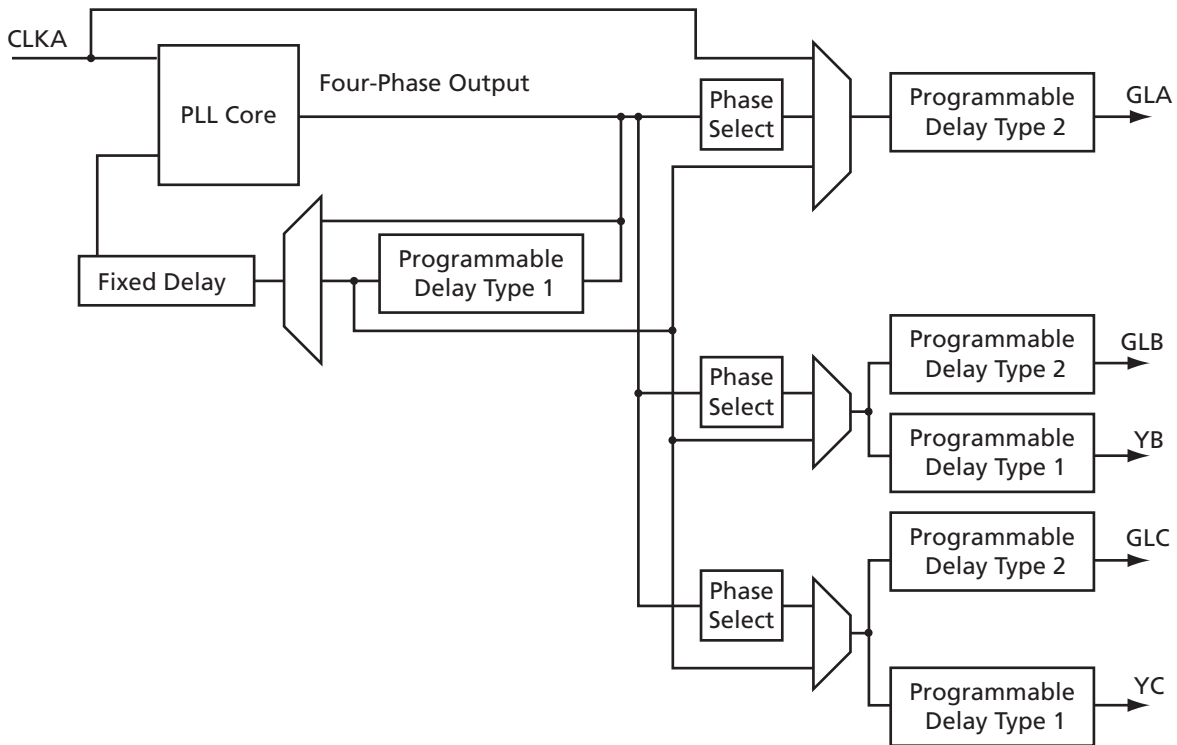 CLKA
PLL Core
Four-Phase Output
Phase
Select
Programmable
Delay Type 2
GLA
Fixed Delay
Programmable
Delay Type 1
Phase
Select
Programmable
Delay Type 2
GLB
Programmable
Delay Type 1
YB
Phase
Select
Programmable
Delay Type 2
GLC
Programmable
Delay Type 1
YC